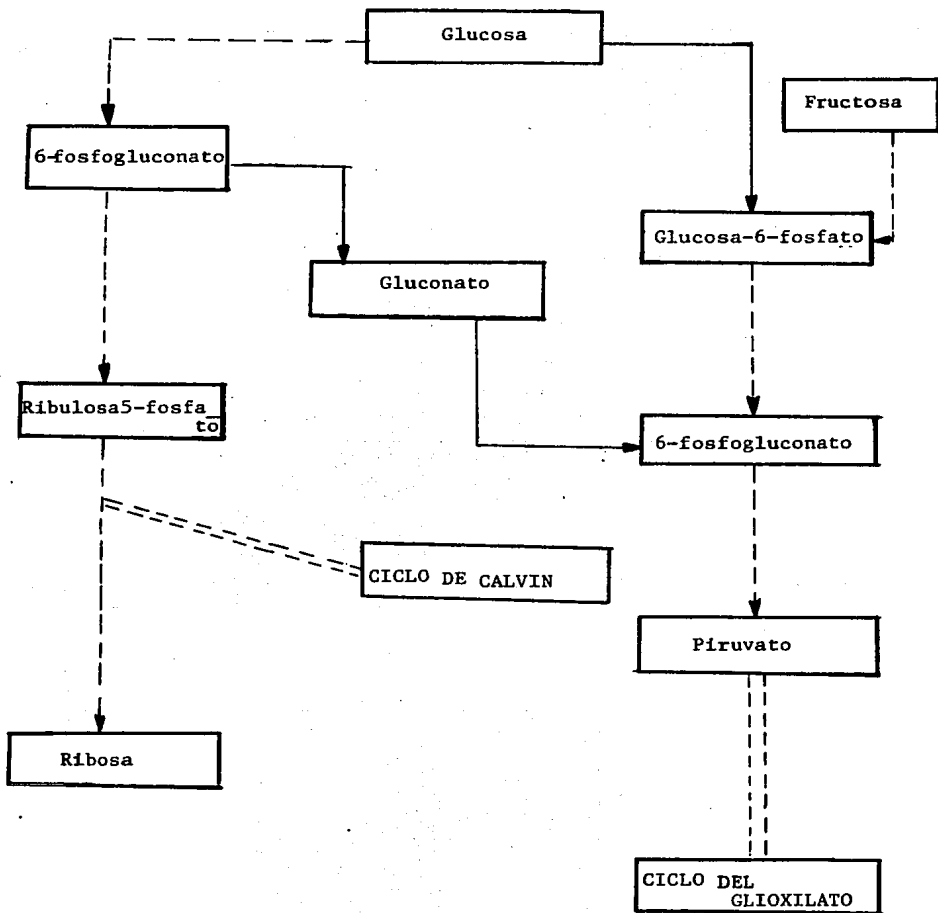 Glucosa
Fructosa
6-fosfogluconato
Glucosa-6-fosfato
Gluconato
Ribulosa5-fosfa_
to
6-fosfogluconato
CICLO DE CALVIN
Piruvato
Ribosa
CICLO DEL
GLIOXILATO